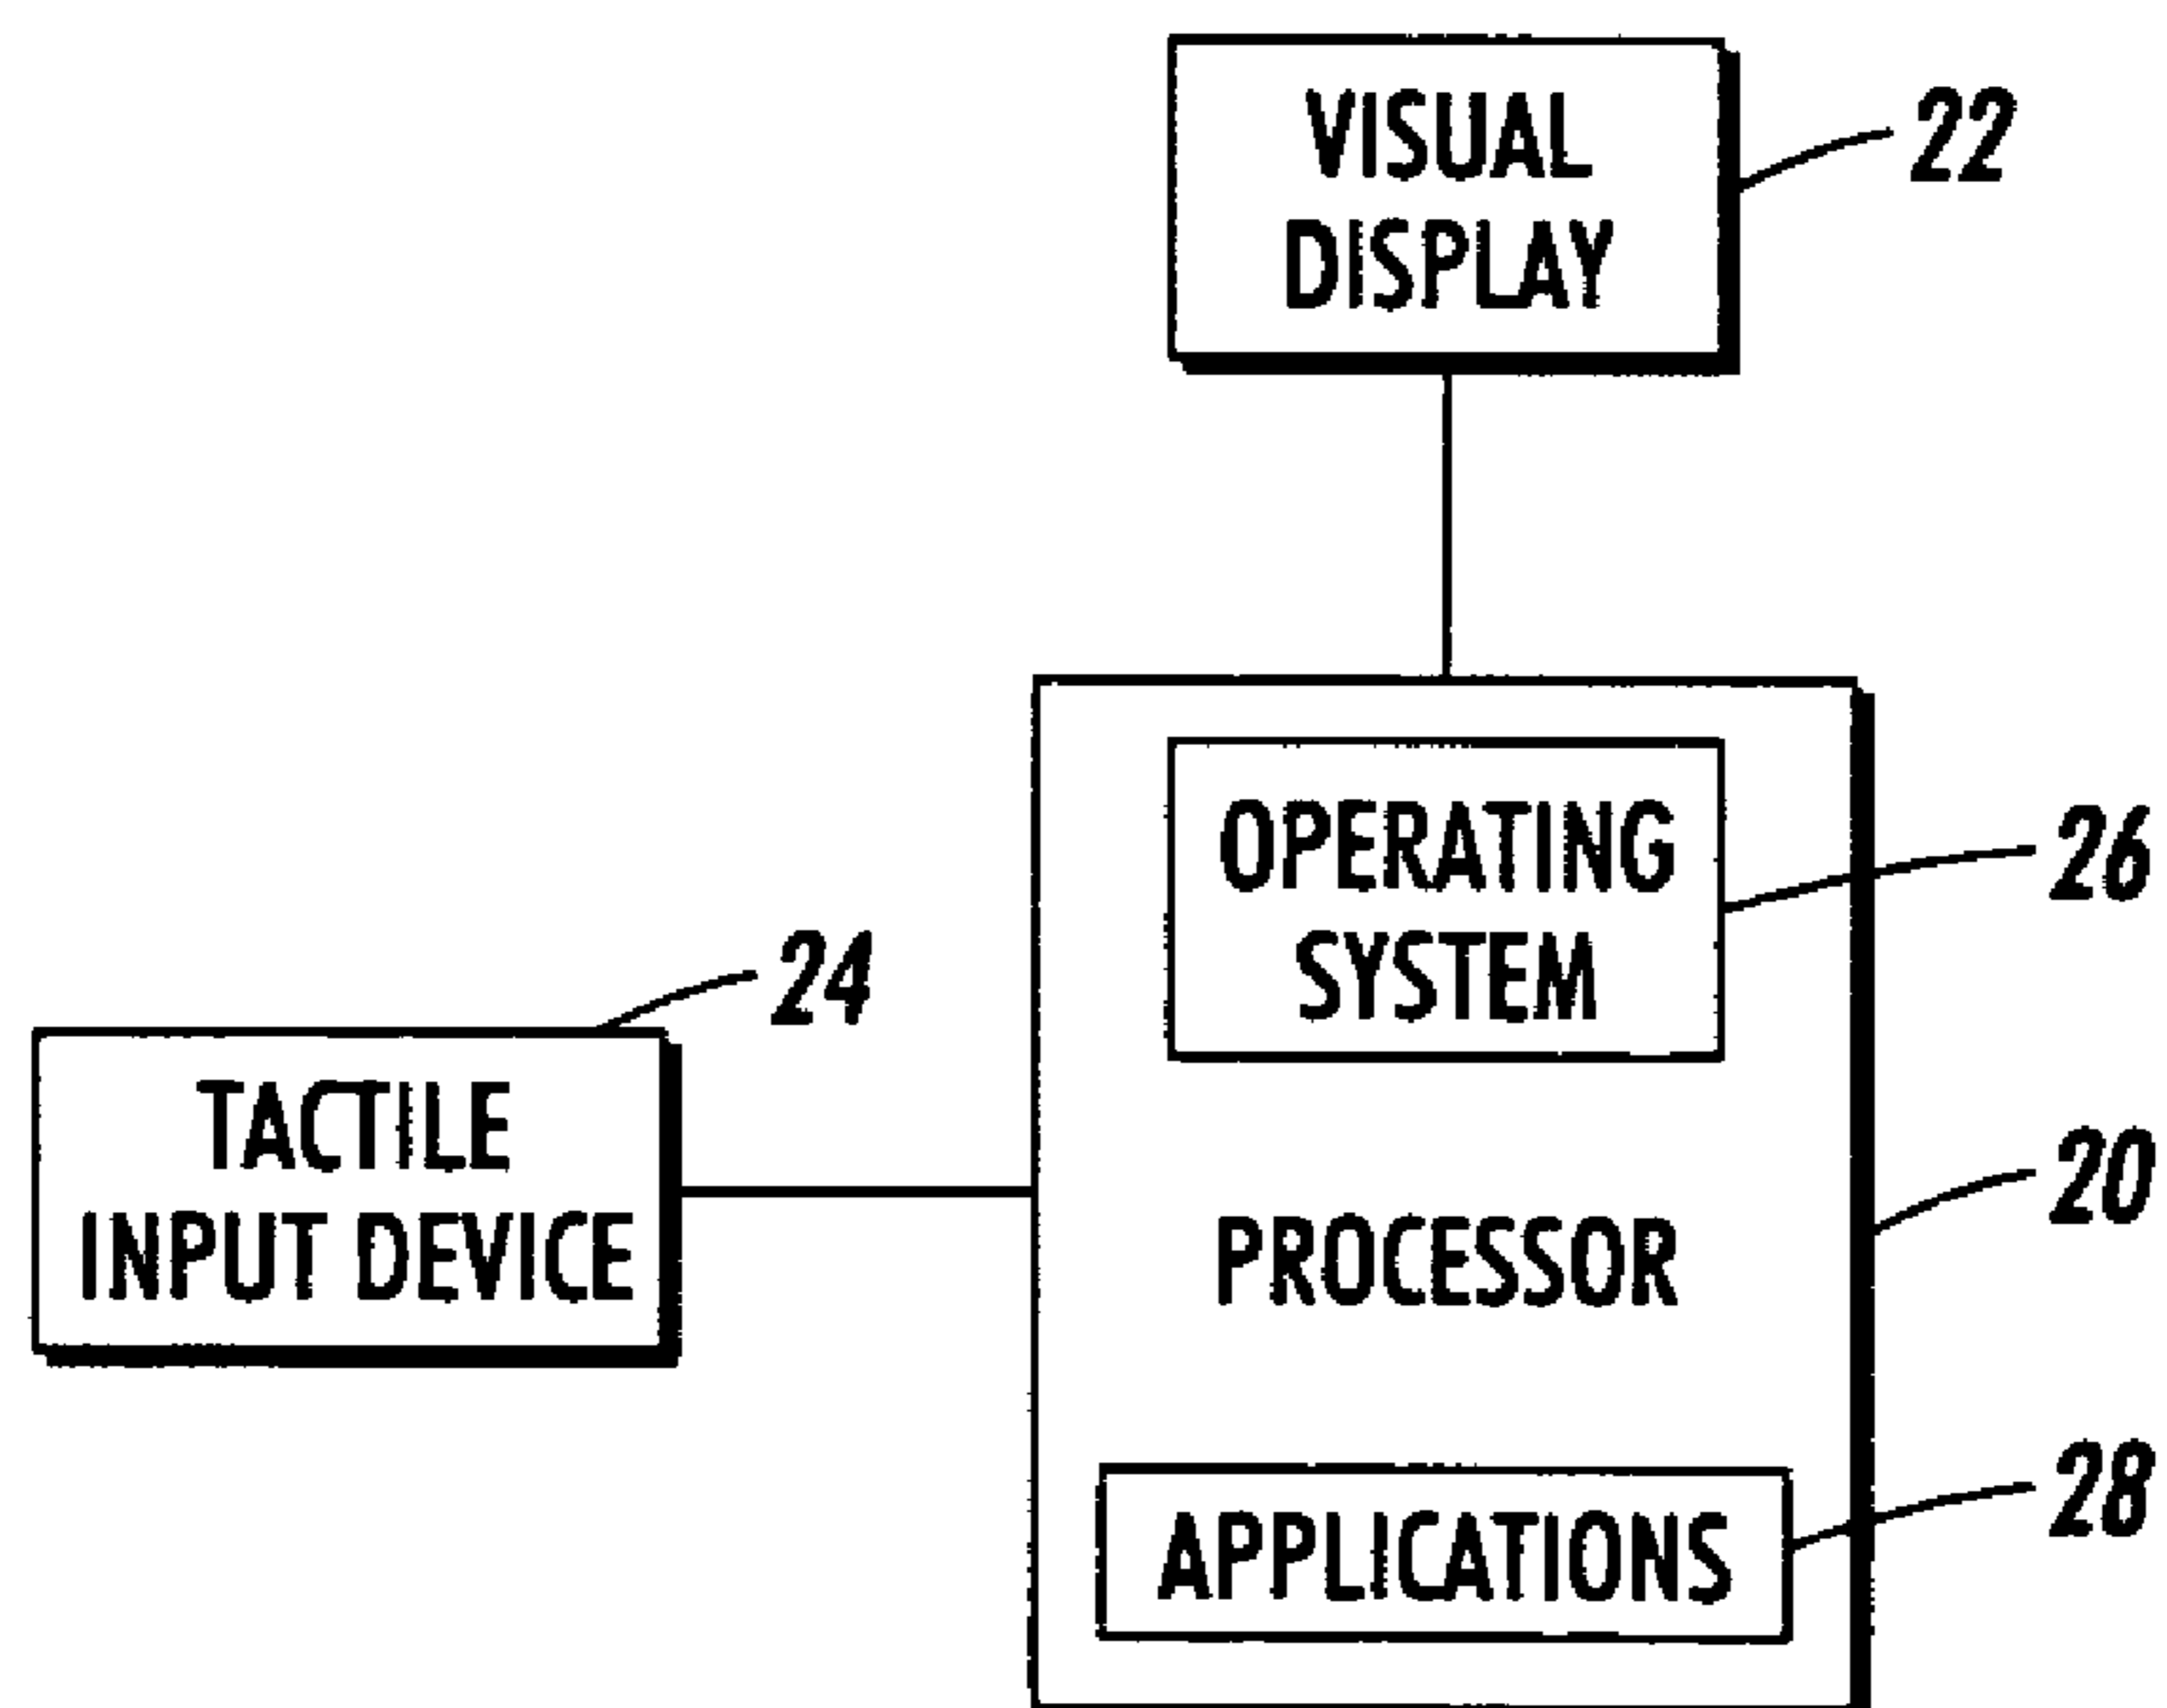 VISUAL
DISPLAY
22
OPERATING
SYSTEM
26
24
TACTILE
INPUT DEVICE
PROCESSOR
20
APPLICATIONS
28